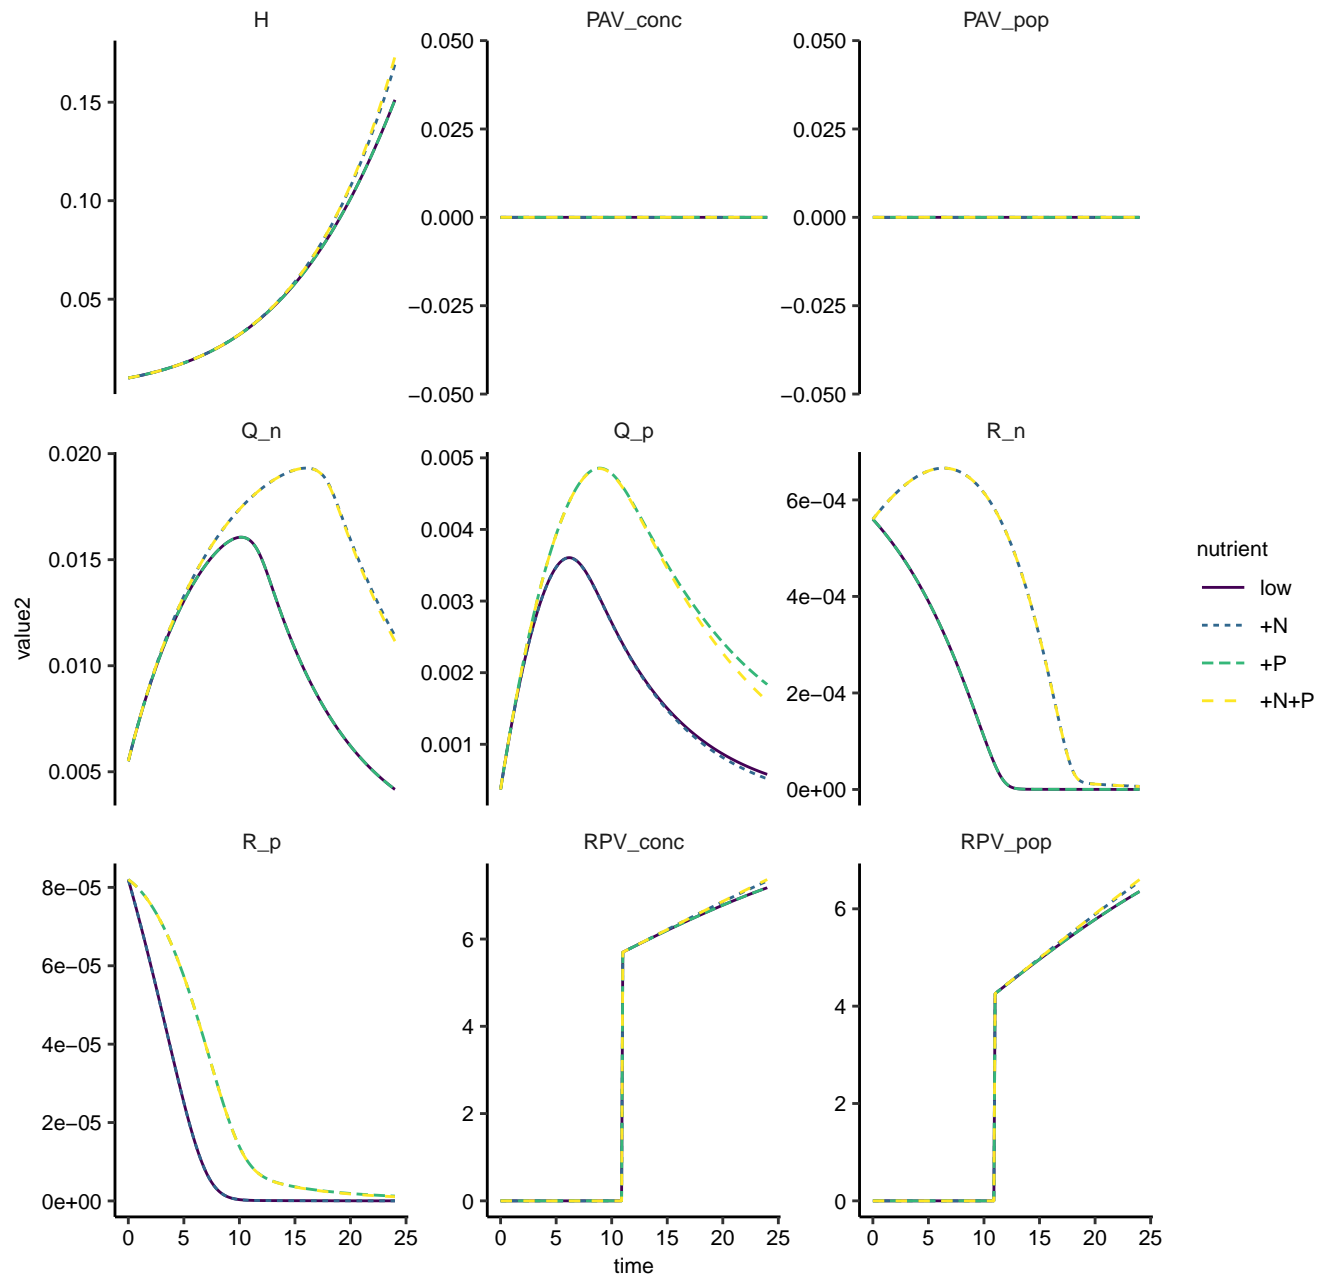 H
PAV_conc
PAV_pop
0.15
0.10
0.05
0.050
0.025
0.000
−0.025
−0.050
0.050
0.025
0.000
−0.025
−0.050
Q_n
Q_p
R_n
0.020
0.015
0.010
0.005
0.005
0.004
0.003
0.002
0.001
6e−04
4e−04
2e−04
0e+00
R_p
RPV_conc
RPV_pop
8e−05
6e−05
4e−05
2e−05
0e+00
6
4
2
0
6
4
2
0
0 5 10 15 20 25
0 5 10 15 20 25
0 5 10 15 20 25
time
value2
nutrient
low
+N
+P
+N+P